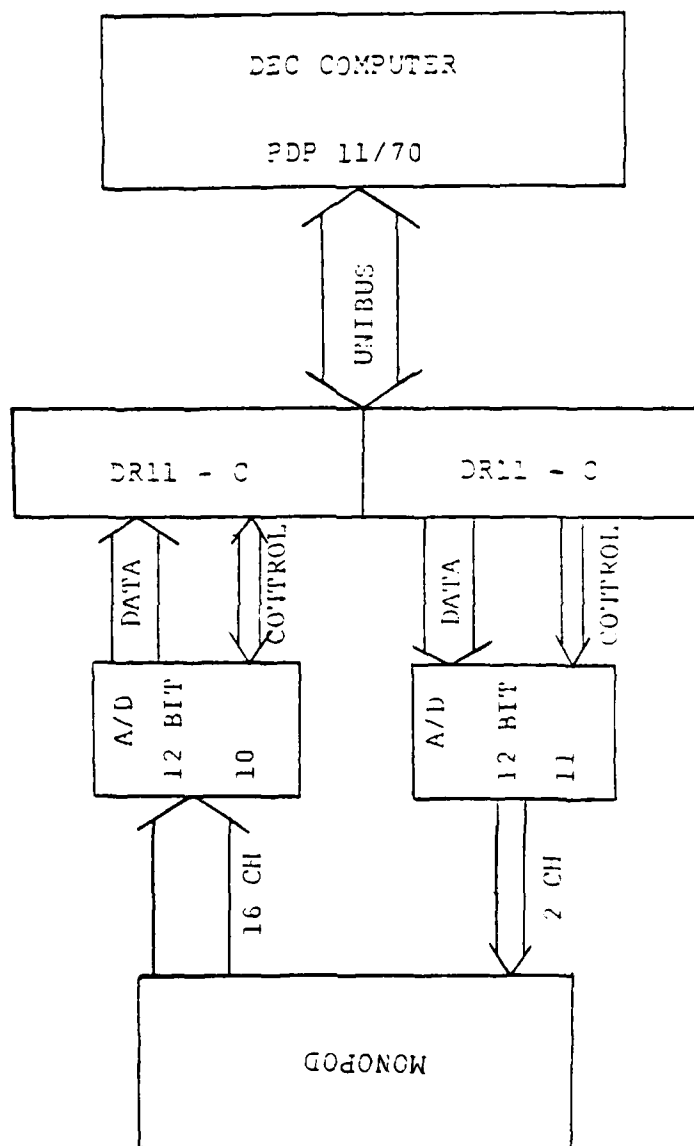 DEC COMPUTER
PDP 11/70
UNIBUS
DR11 - C
DR11 - C
DATA
CONTROL
DATA
CONTROL
A/D
12 BIT
10
A/D
12 BIT
11
16 CH
2 CH
MONOPOD